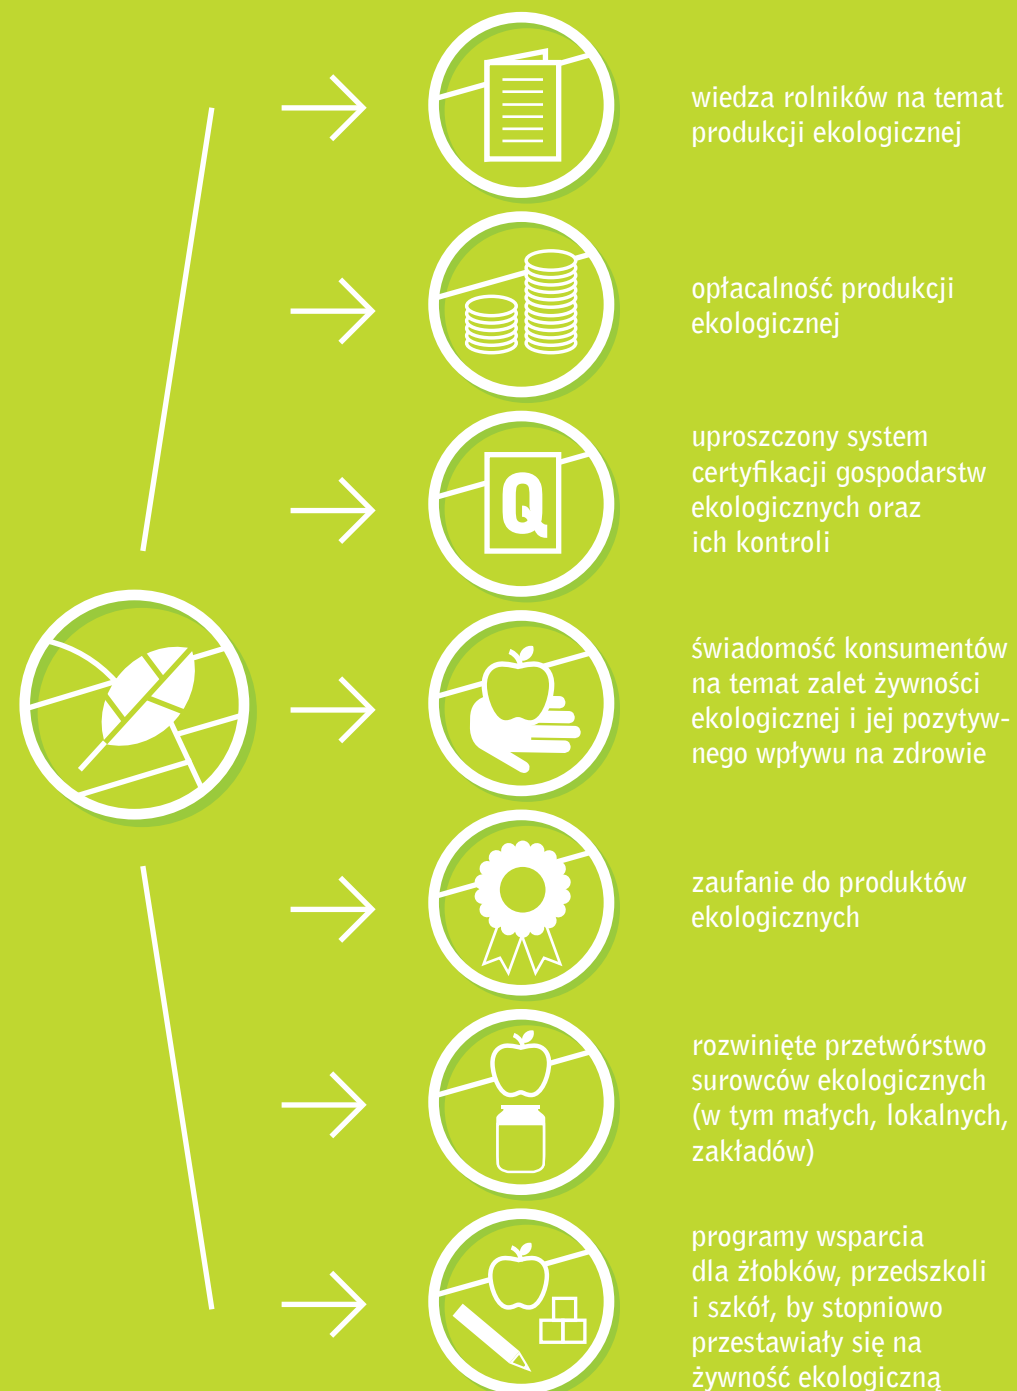 wiedza rolników na temat
produkcji ekologicznej
opłacalność produkcji
ekologicznej
uproszczony system
certyfikacji gospodarstw
ekologicznych oraz
ich kontroli
Q
świadomość konsumentów
na temat zalet żywności
ekologicznej i jej pozytyw-
nego wpływu na zdrowie
zaufanie do produktów
ekologicznych
rozwinięte przetwórstwo
surowców ekologicznych
(w tym małych, lokalnych,
zakładów)
programy wsparcia
dla żłobków, przedszkoli
i szkół, by stopniowo
przestawiały się na
żywność ekologiczną